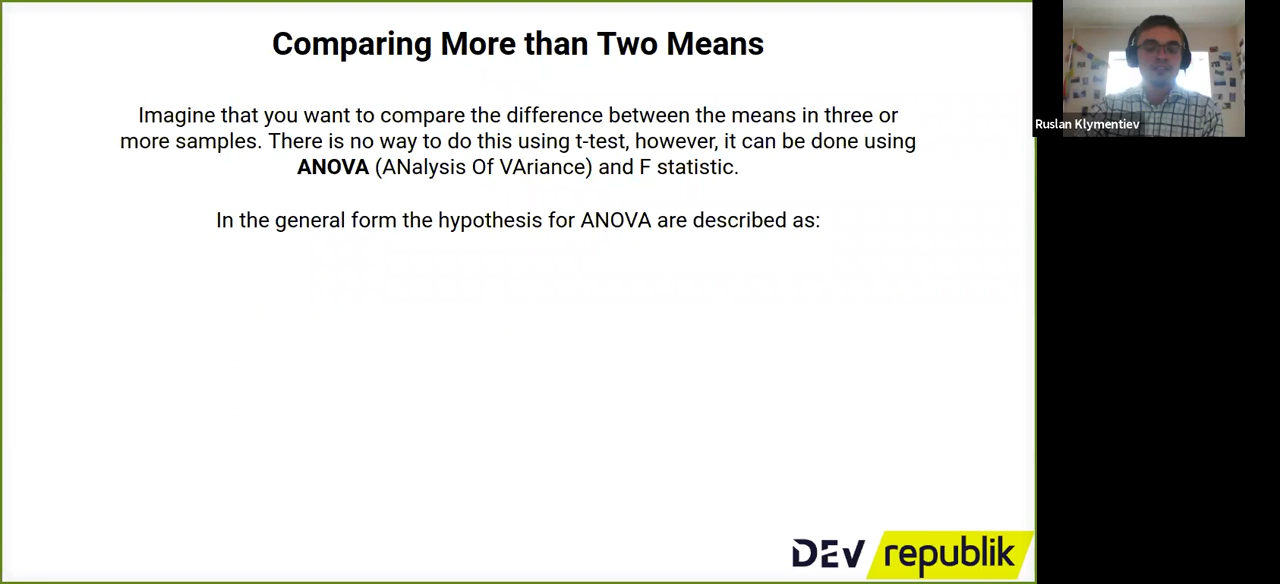 Comparing More than Two Means
Imagine that you want to compare the difference between the means in three or
more samples. There is no way to do this using t-test, however, it can be done using
ANOVA (ANalysis Of VAriance) and F statistic.
In the general form the hypothesis for ANOVA are described as:
Ruslan Klymentiev
DEV republik